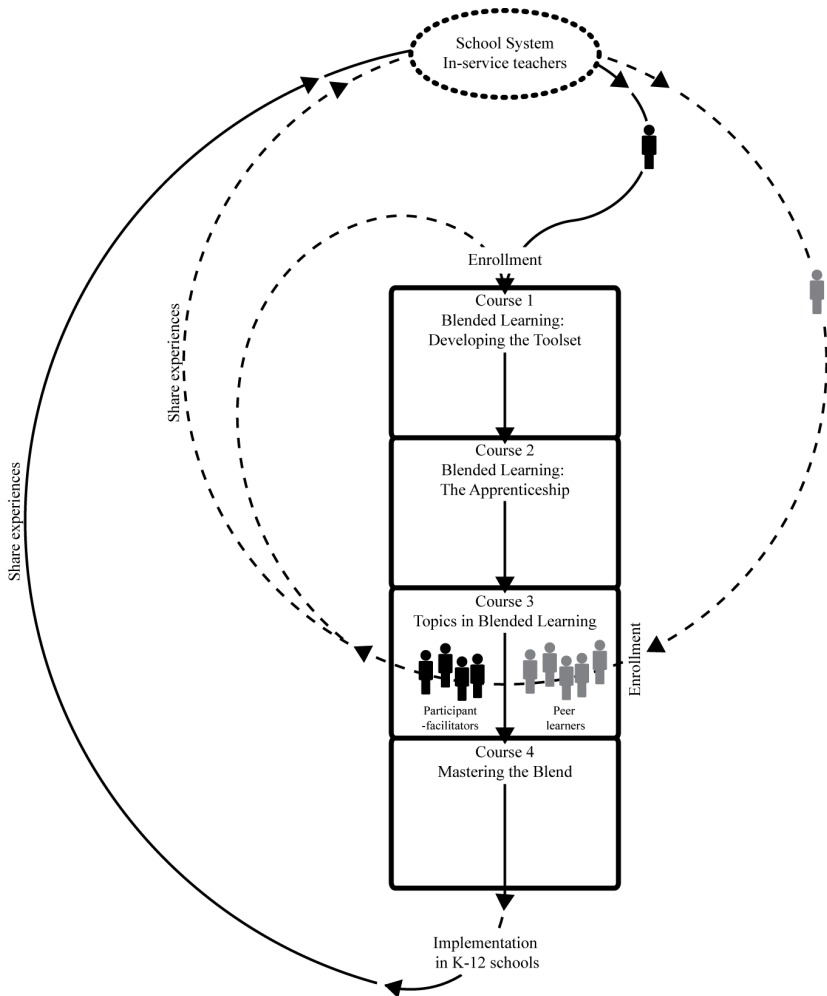 School System
In-service teachers
Enrollment
Course 1
Blended Learning:
Developing the Toolset
Share experiences
Share experiences
Course 2
Blended Learning:
The Apprenticeship
Course 3
Topics in Blended Learning
Enrollment
Participant
-facilitators
Peer
learners
Course 4
Mastering the Blend
Implementation
in K-12 schools